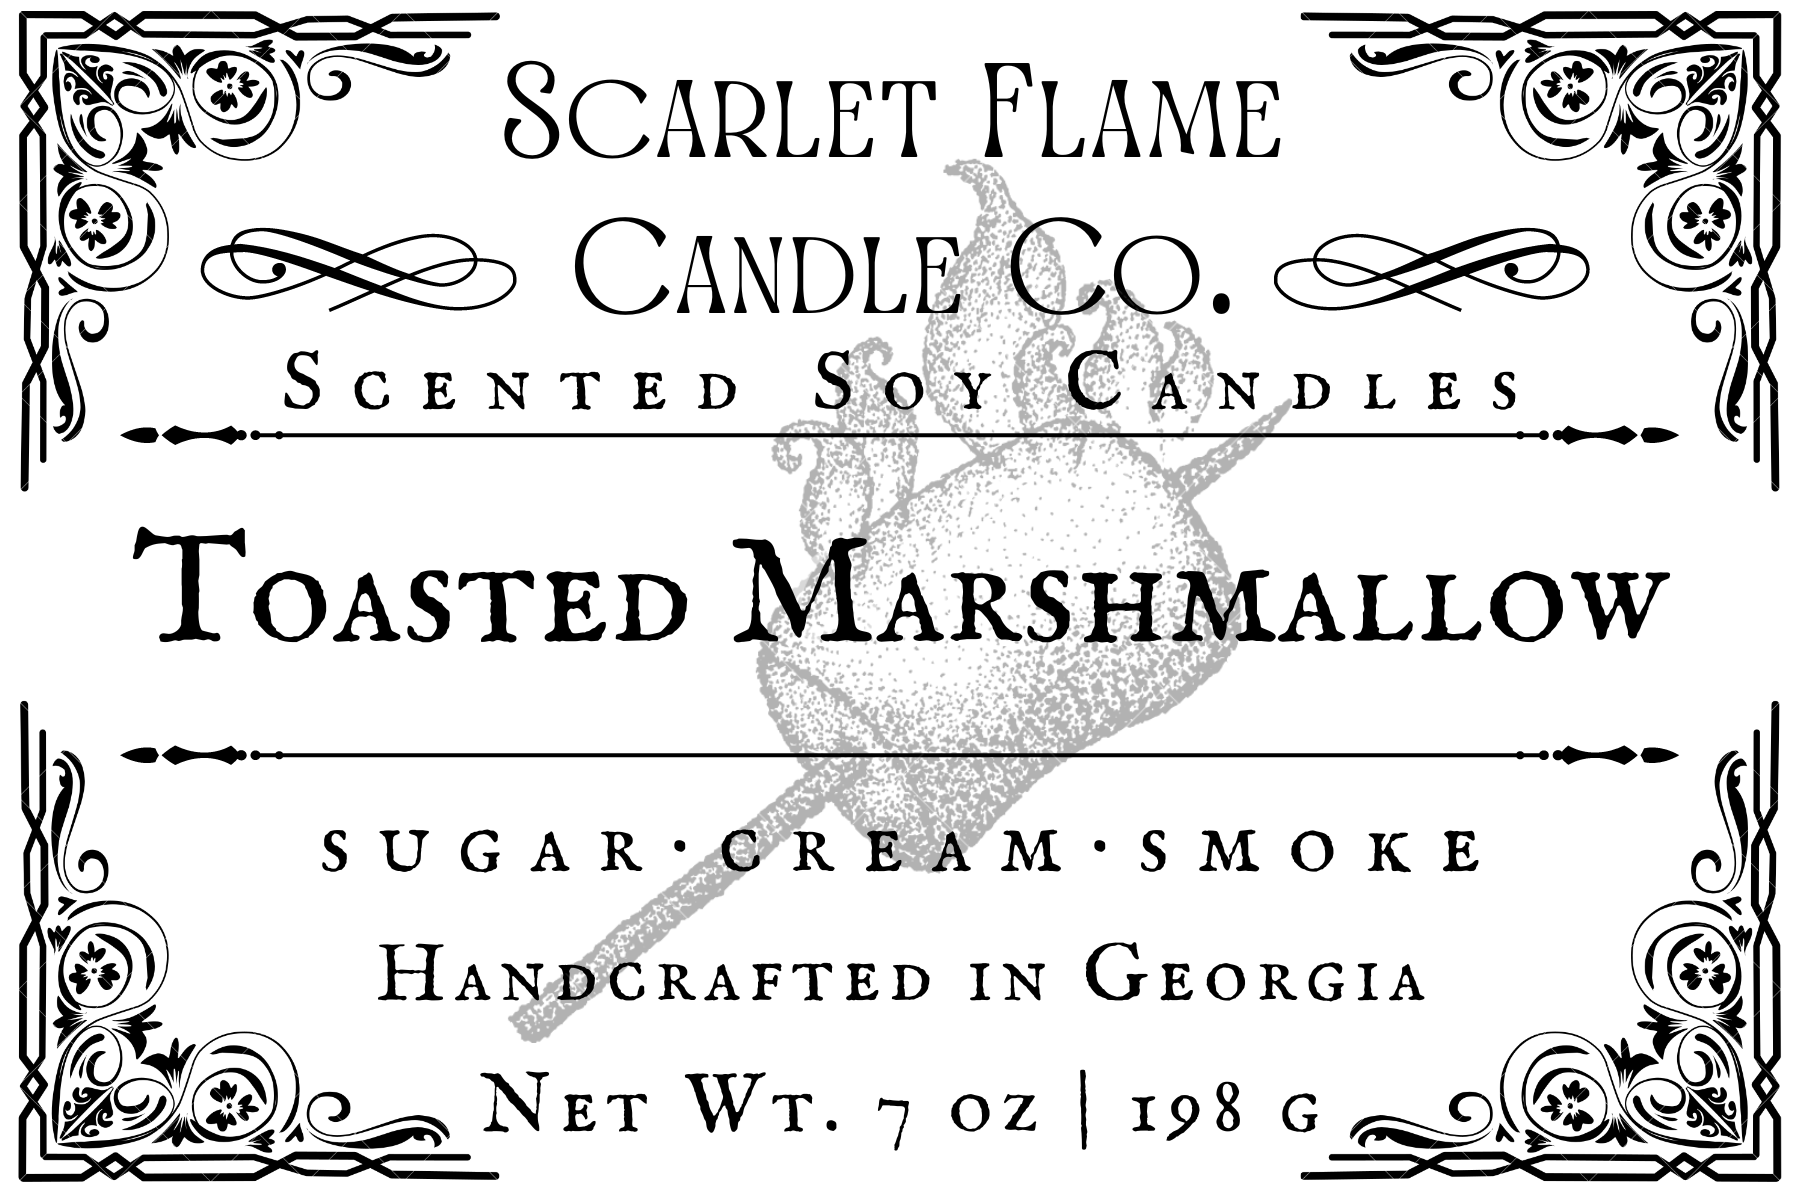 Scarlet Flame
Candle Co.
Scented Soy Candles
Toasted Marshmallow
SUGAR·CREAM·SMOKE
Handcrafted in Georgia
Net Wt. 7 oz | 198 g